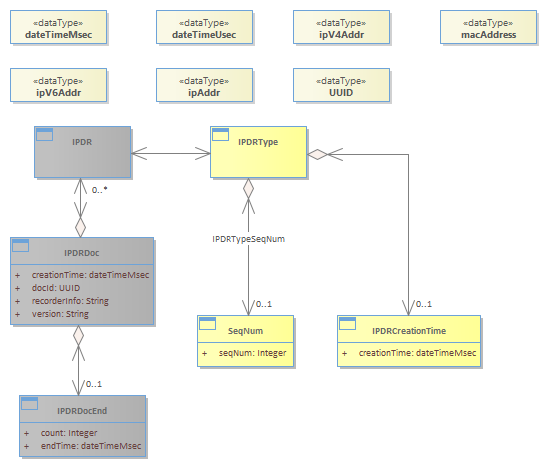 «dataType»
dateTimeMsec
«dataType»
dateTimeUsec
«dataType»
ipV4Addr
«dataType»
macAddress
«dataType»
ipV6Addr
«dataType»
ipAddr
«dataType»
UUID
IPDR
IPDRType
0..*
IPDRDoc
+ creationTime: dateTimeMsec
+ docId: UUID
+ recorderInfo: String
+ version: String
IPDRTypeSeqNum
0..1
0..1
SeqNum
+ seqNum: Integer
IPDRCreationTime
+ creationTime: dateTimeMsec
0..1
IPDRDocEnd
+ count: Integer
+ endTime: dateTimeMsec